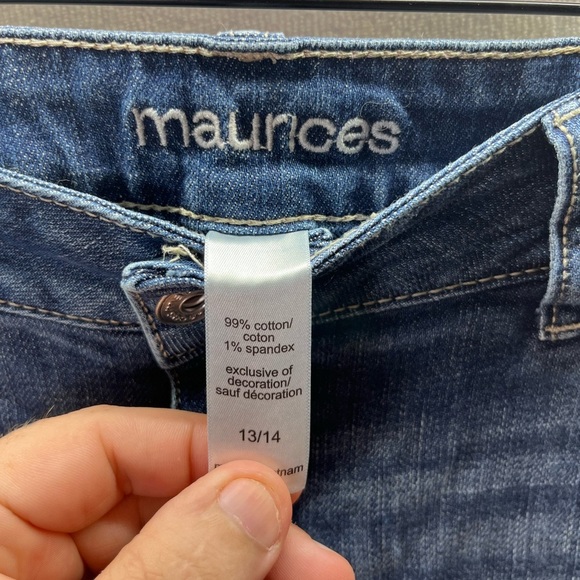 maurices
99% cotton/
coton
1% spandex
exclusive of
decoration/
sauf décoration
13/14